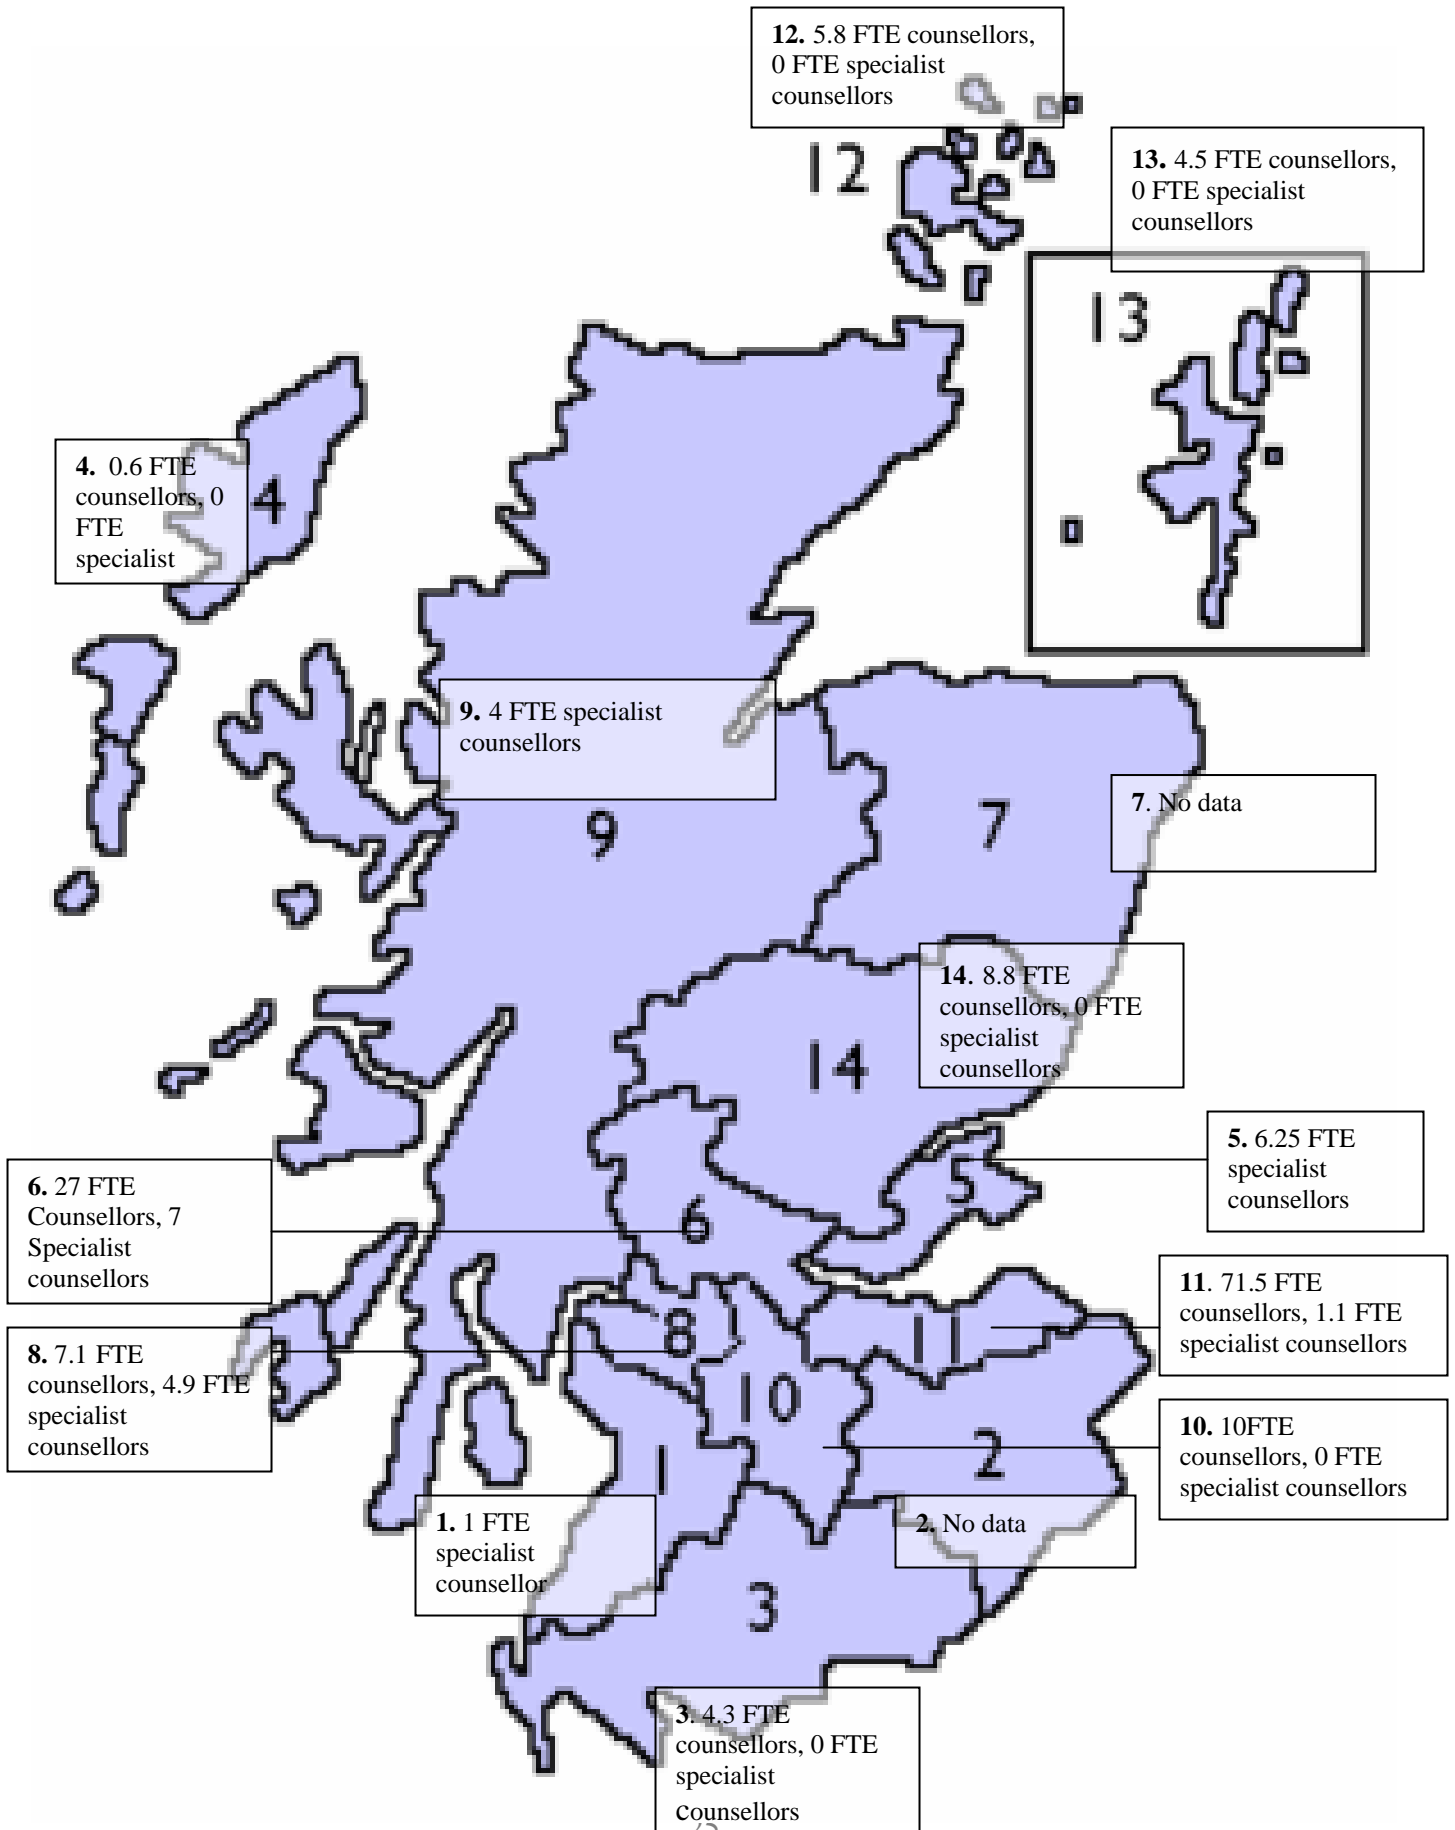 12. 5.8 FTE counsellors,
0 FTE specialist
counsellors
12
13. 4.5 FTE counsellors,
0 FTE specialist
counsellors
13
4. 0.6 FTE
counsellors, 0
FTE
specialist
4
9. 4 FTE specialist
counsellors
9
7
7. No data
14. 8.8 FTE
counsellors, 0 FTE
specialist
counsellors
14
5. 6.25 FTE
specialist
counsellors
5
6. 27 FTE
Counsellors, 7
Specialist
counsellors
6
11. 71.5 FTE
counsellors, 1.1 FTE
specialist counsellors
11
8. 7.1 FTE
counsellors, 4.9 FTE
specialist
counsellors
8
10
10. 10FTE
counsellors, 0 FTE
specialist counsellors
2
1
1. 1 FTE
specialist
counsellor
2. No data
3
3. 4.3 FTE
counsellors, 0 FTE
specialist
counsellors